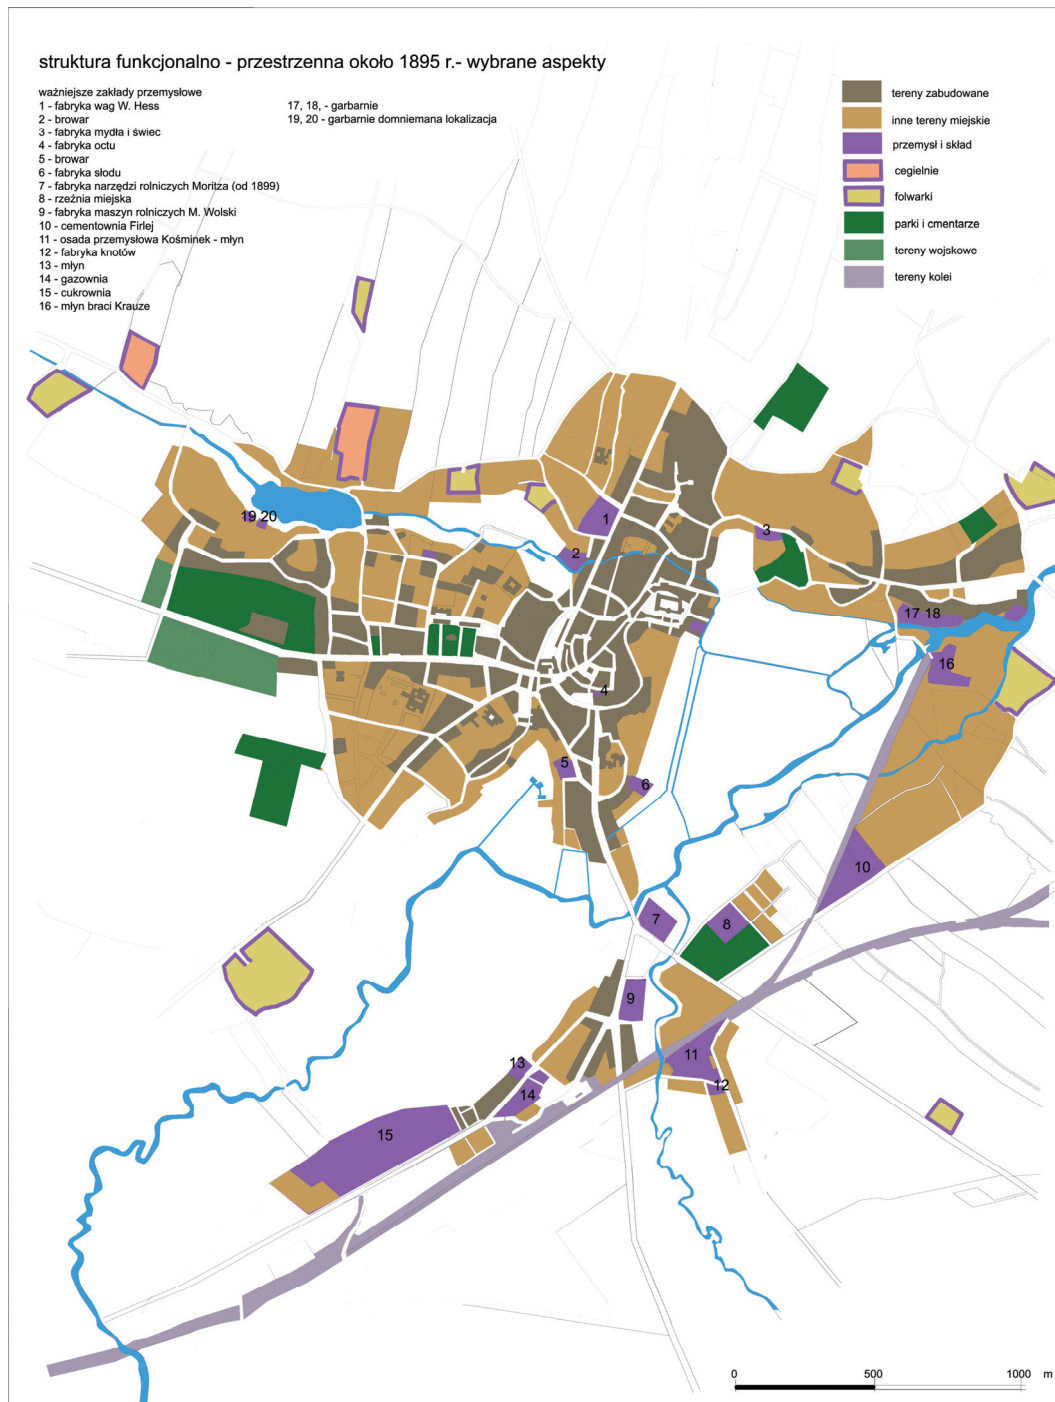 struktura funkcjonalno - przestrzenna około 1895 r.- wybrane aspekty
ważniejsze zakłady przemysłowe
1 - fabryka wag W. Hess
2 - browar
3 - fabryka mydła i świec
4 - fabryka octu
5 - browar
6 - fabryka słodu
7 - fabryka narzędzi rolniczych Moritza (od 1899)
8 - rzeźnia miejska
9 - fabryka maszyn rolniczych M. Wolski
10 - cementownia Firlej
11 - osada przemysłowa Kośminek - młyn
12 - fabryka knotów
13 - młyn
14 - gazownia
15 - cukrownia
16 - młyn braci Krauze
17, 18, - garbarnie
19, 20 - garbarnie domniemana lokalizacja
tereny zabudowane
inne tereny miejskie
przemysł i skład
cegielnie
folwarki
parki i cmentarze
tereny wojskowe
tereny kolei
19 20
1
2
3
17 18
16
4
5
6
10
7
8
9
11
12
13
14
15
0 500 1000 m